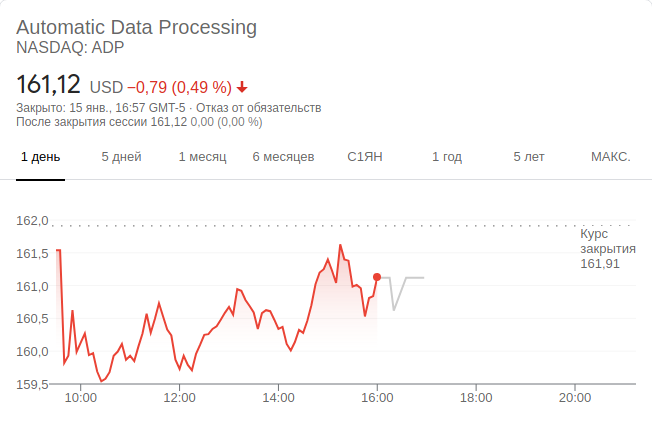 Automatic Data Processing
NASDAQ: ADP
161,12 USD −0,79 (0,49 %)
Закрыто: 15 янв., 16:57 GMT-5 · Отказ от обязательств
После закрытия сессии 161,12 0,00 (0,00 %)
1 день 5 дней 1 месяц 6 месяцев С1ЯН 1 год 5 лет МАКС.
162,0
Курс
закрытия
161,91
161,5
161,0
160,5
160,0
159,5
10:00 12:00 14:00 16:00 18:00 20:00